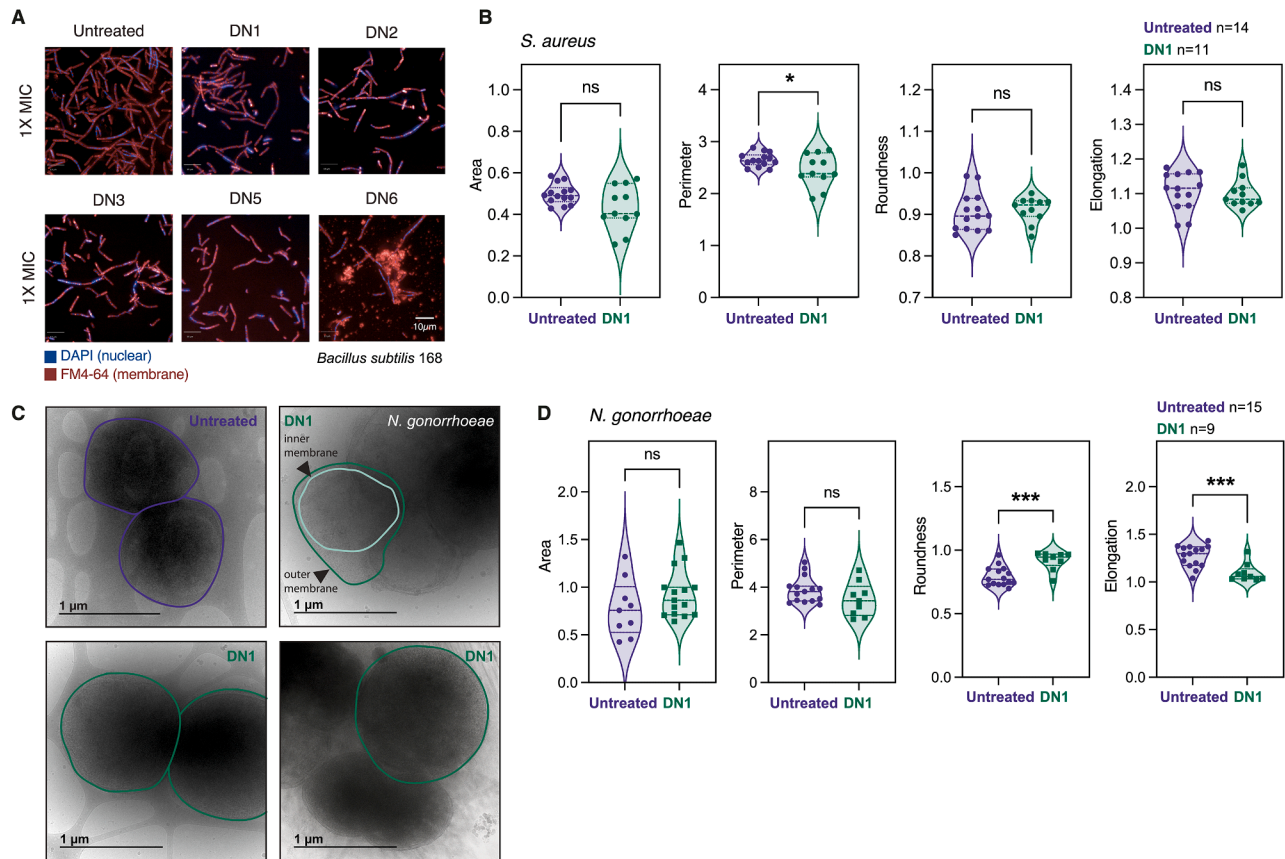 A
Untreated
DN1
DN2
1X MIC
DN3
DN5
DN6
1X MIC
10µm
DAPI (nuclear)
FM4-64 (membrane)
Bacillus subtilis 168
B
S. aureus
Untreated n=14
DN1 n=11
Area
1.0
0.8
0.6
0.4
0.2
0.0
ns
Untreated DN1
Perimeter
4
3
2
1
0
*
Untreated DN1
Roundness
1.2
1.1
1.0
0.9
0.8
0.7
ns
Untreated DN1
Elongation
1.4
1.3
1.2
1.1
1.0
0.9
0.8
ns
Untreated DN1
C
Untreated
1 µm
DN1
N. gonorrhoeae
inner
membrane
outer
membrane
1 µm
DN1
1 µm
DN1
1 µm
D
N. gonorrhoeae
Untreated n=15
DN1 n=9
Area
2.0
1.5
1.0
0.5
0.0
ns
Untreated DN1
Perimeter
8
6
4
2
0
ns
Untreated DN1
Roundness
1.5
1.0
0.5
0.0
***
Untreated DN1
Elongation
2.0
1.5
1.0
0.5
0.0
***
Untreated DN1